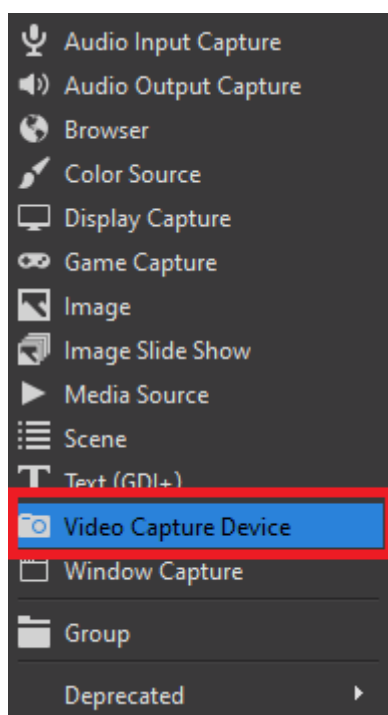 Audio Input Capture
Audio Output Capture
Browser
Color Source
Display Capture
Game Capture
Image
Image Slide Show
Media Source
Scene
Text (GDI+)
Video Capture Device
Window Capture
Group
Deprecated